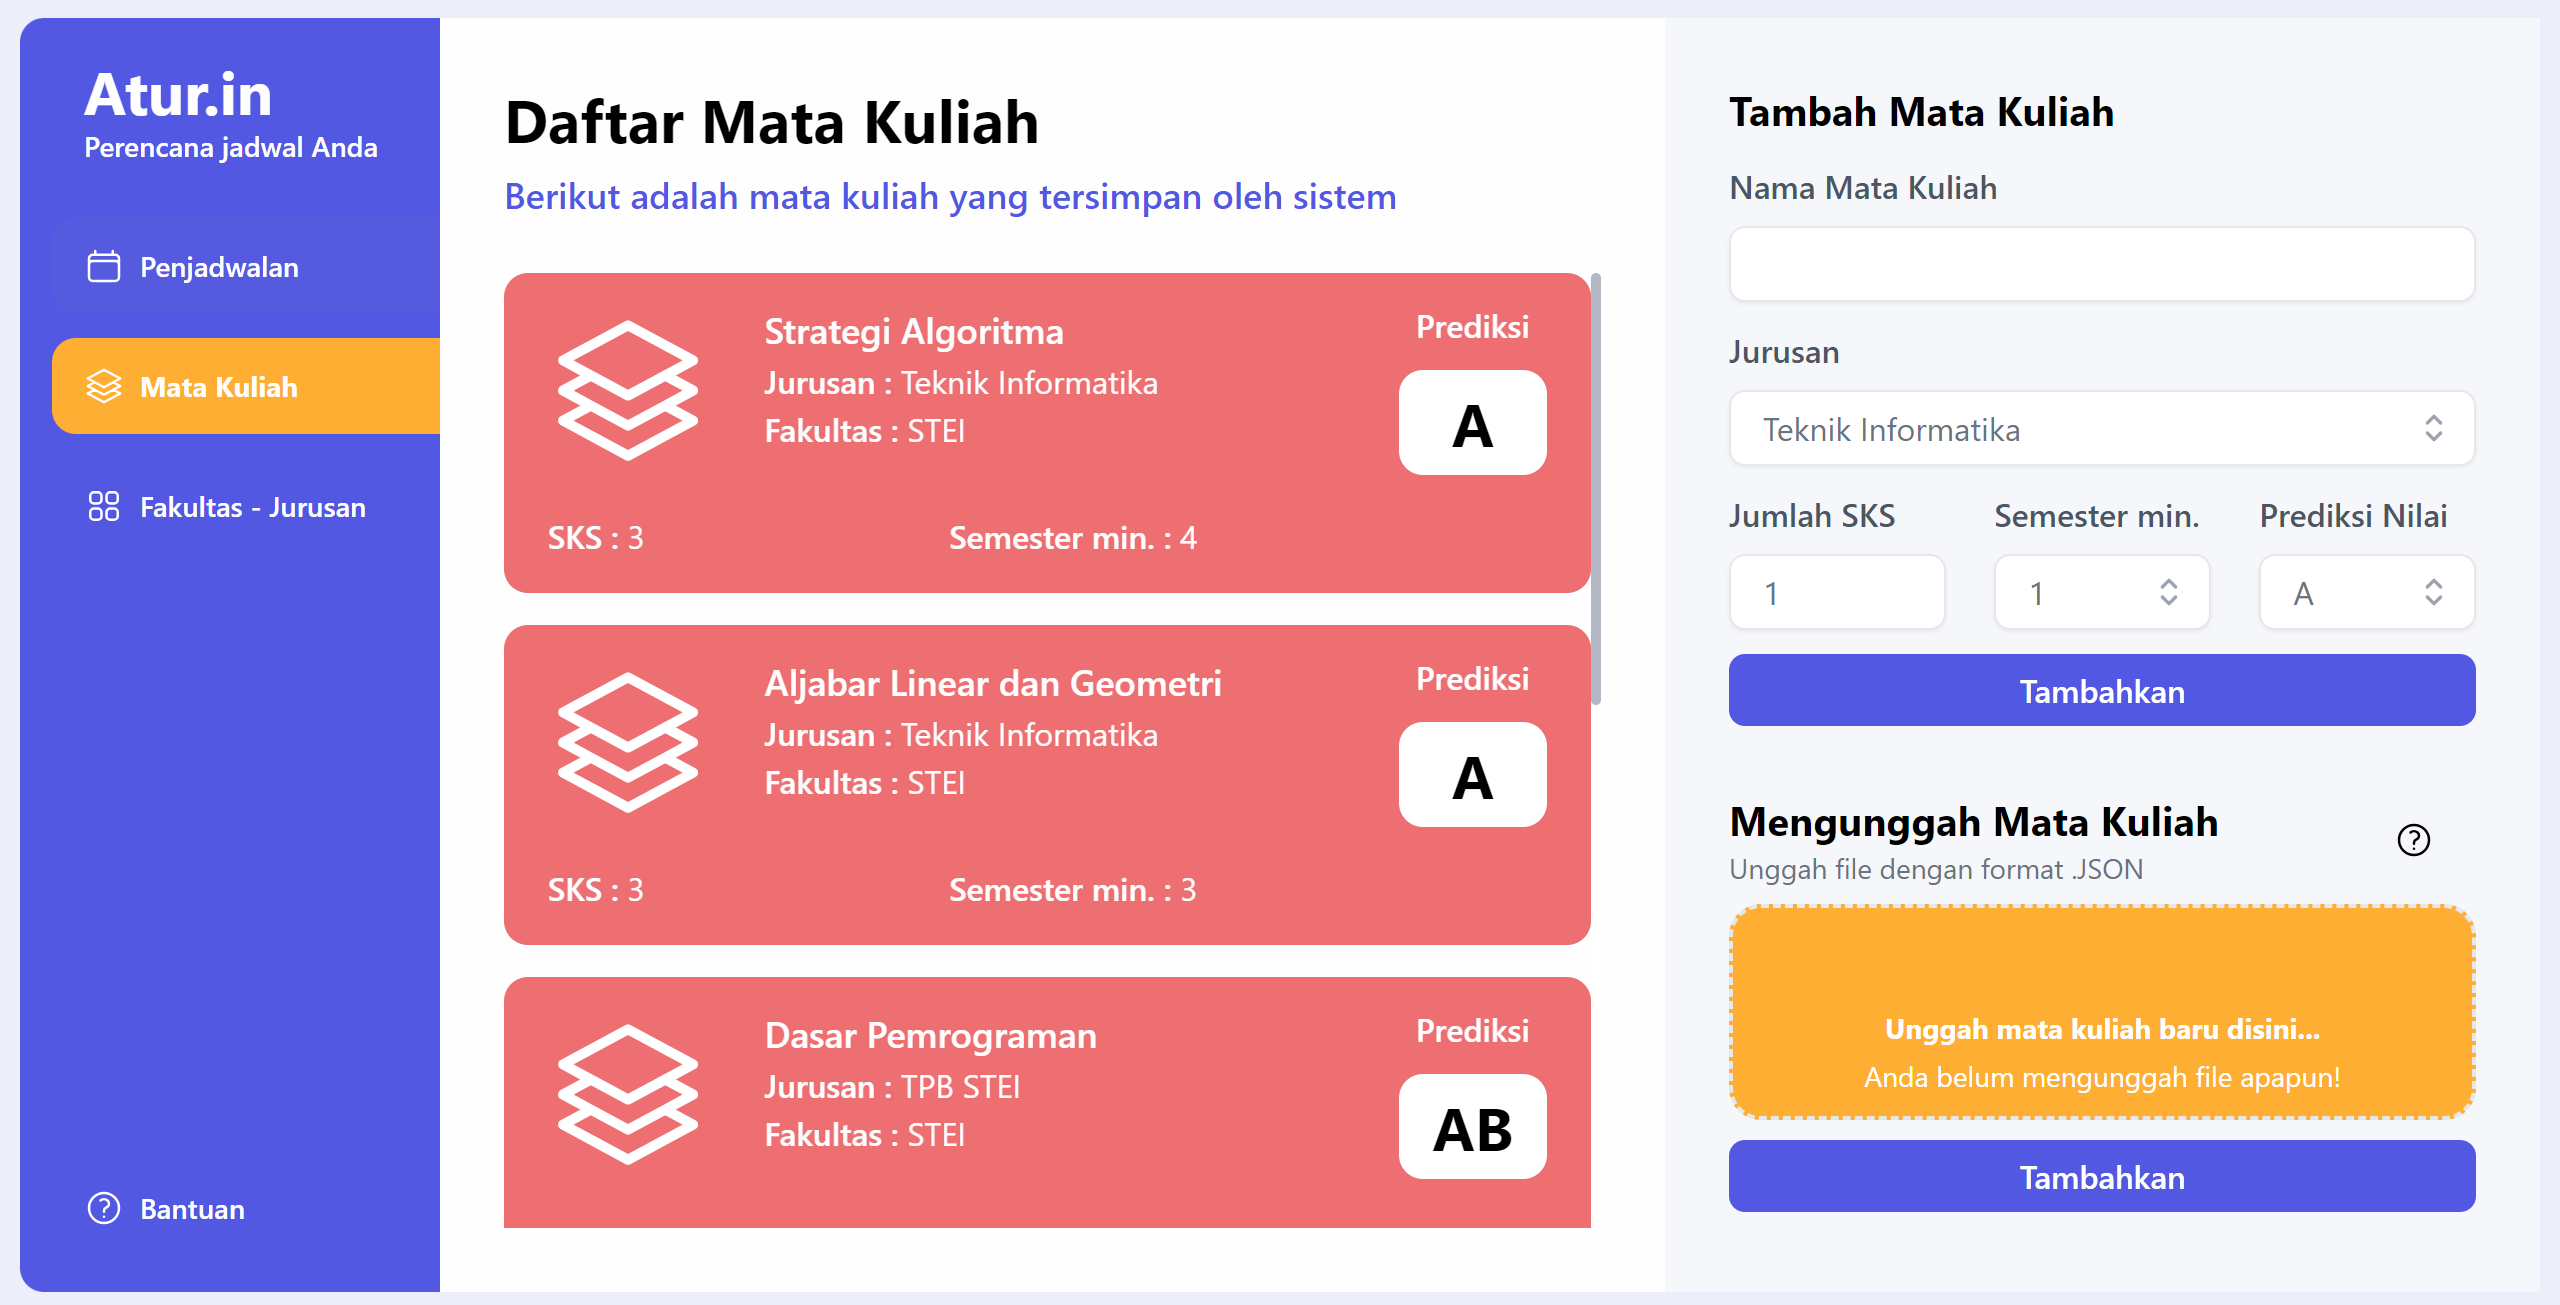 Atur.in
Perencana jadwal Anda
Penjadwalan
Mata Kuliah
Fakultas - Jurusan
Bantuan
Daftar Mata Kuliah
Berikut adalah mata kuliah yang tersimpan oleh sistem
Strategi Algoritma
Jurusan : Teknik Informatika
Fakultas : STEI
Prediksi
A
SKS : 3
Semester min. : 4
Aljabar Linear dan Geometri
Jurusan : Teknik Informatika
Fakultas : STEI
Prediksi
A
SKS : 3
Semester min. : 3
Dasar Pemrograman
Jurusan : TPB STEI
Fakultas : STEI
Prediksi
AB
Tambah Mata Kuliah
Nama Mata Kuliah
Jurusan
Teknik Informatika
Jumlah SKS
Semester min.
Prediksi Nilai
1
1
A
Tambahkan
Mengunggah Mata Kuliah
Unggah file dengan format .JSON
Unggah mata kuliah baru disini...
Anda belum mengunggah file apapun!
Tambahkan